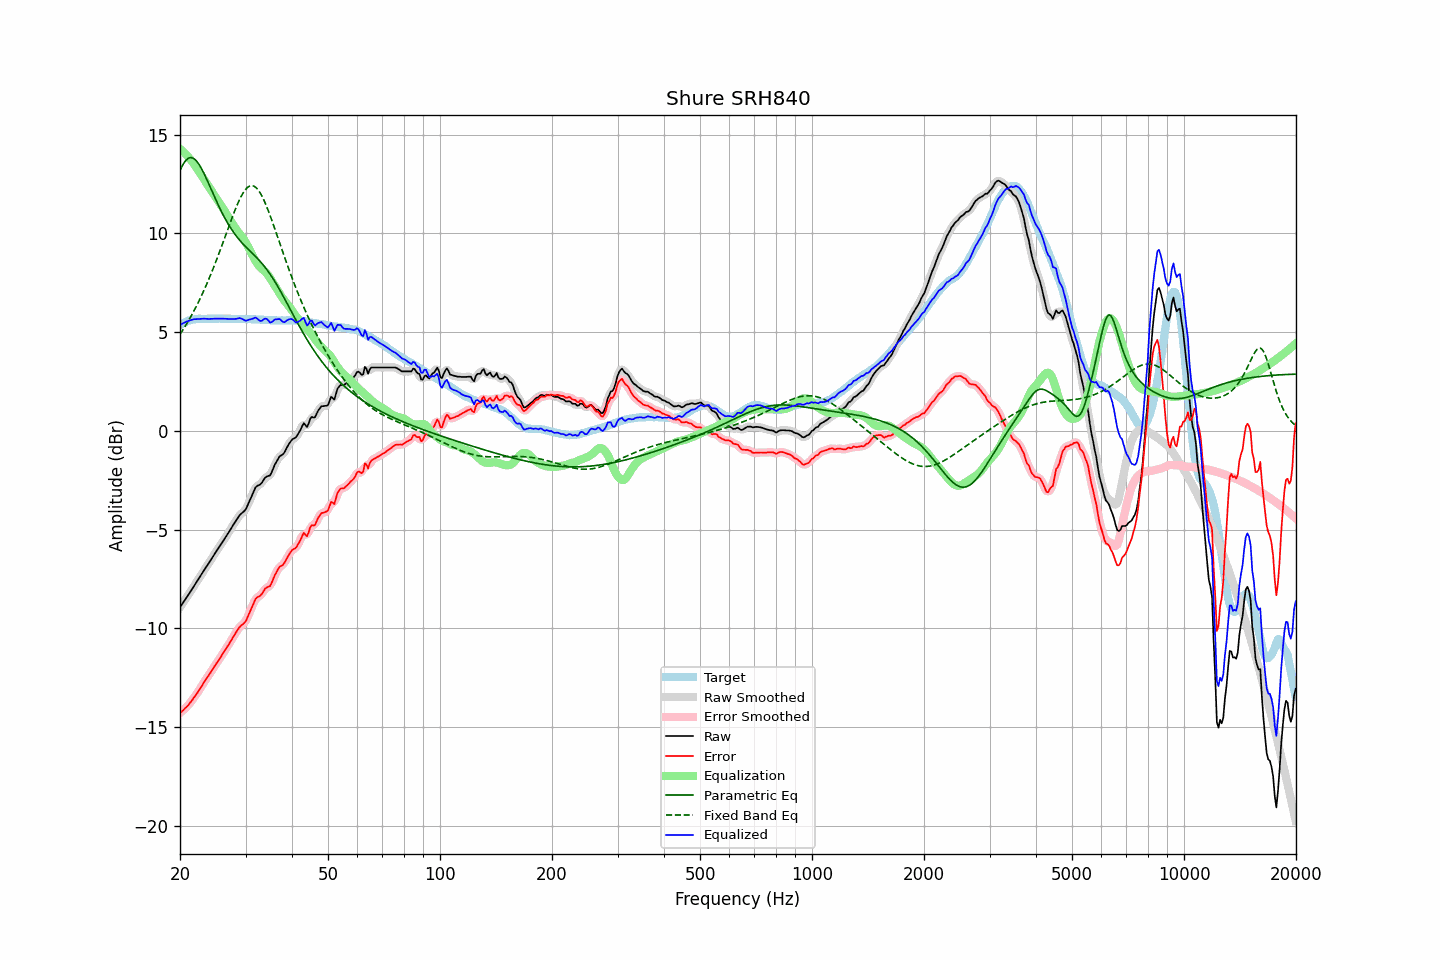 Shure SRH840
15
10
5
0
−5
−10
−15
−20
Amplitude (dBr)
Target
Raw Smoothed
Error Smoothed
Raw
Error
Equalization
Parametric Eq
Fixed Band Eq
Equalized
20 50 100 200 500 1000 2000 5000 10000 20000
Frequency (Hz)